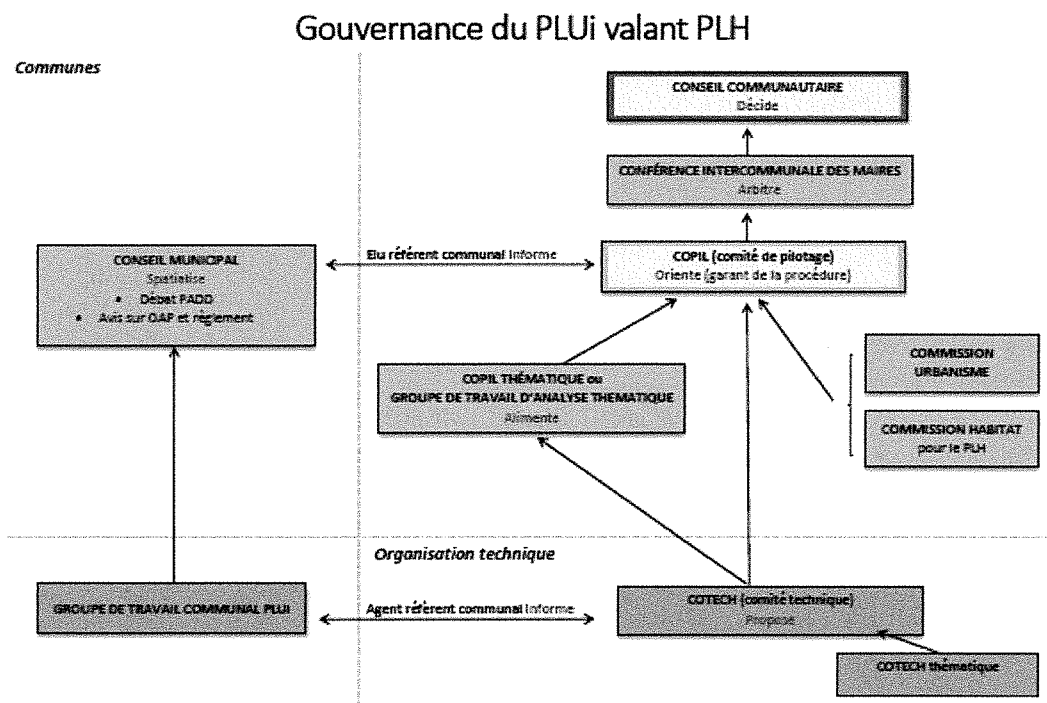 Gouvernance du PLUi valant PLH
Communes
CONSEIL COMMUNAUTAIRE
Décide
CONFÉRENCE INTERCOMMUNALE DES MAIRES
Arbitre
CONSEIL MUNICIPAL
Spatialise
• Débat PADD
• Avis sur OAP et règlement
Elu référent communal Informe
COPIL (comité de pilotage)
Oriente (garant de la procédure)
COPIL THÉMATIQUE ou
GROUPE DE TRAVAIL D'ANALYSE THEMATIQUE
Alimente
COMMISSION
URBANISME
COMMISSION HABITAT
pour le PLH
Organisation technique
GROUPE DE TRAVAIL COMMUNAL PLUI
Agent référent communal Informe
COTECH (comité technique)
Propose
COTECH thématique